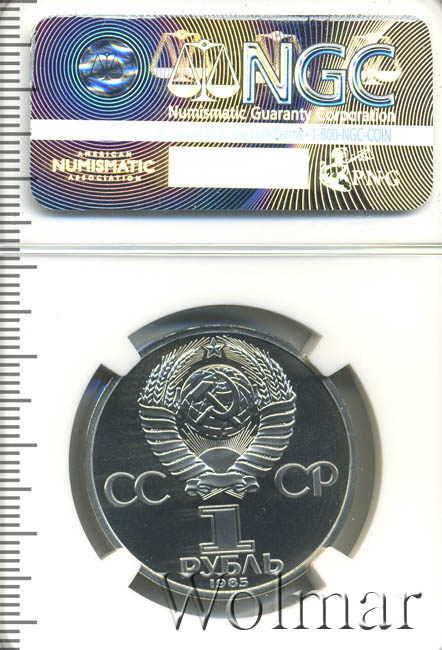 NGC
Numismatic Guaranty Corporation
1-800-NGC-COIN
AMERICAN
NUMISMATIC
ASSOCIATION
PNG
СС СР
1
РУБЛЬ
1985
Wolmar